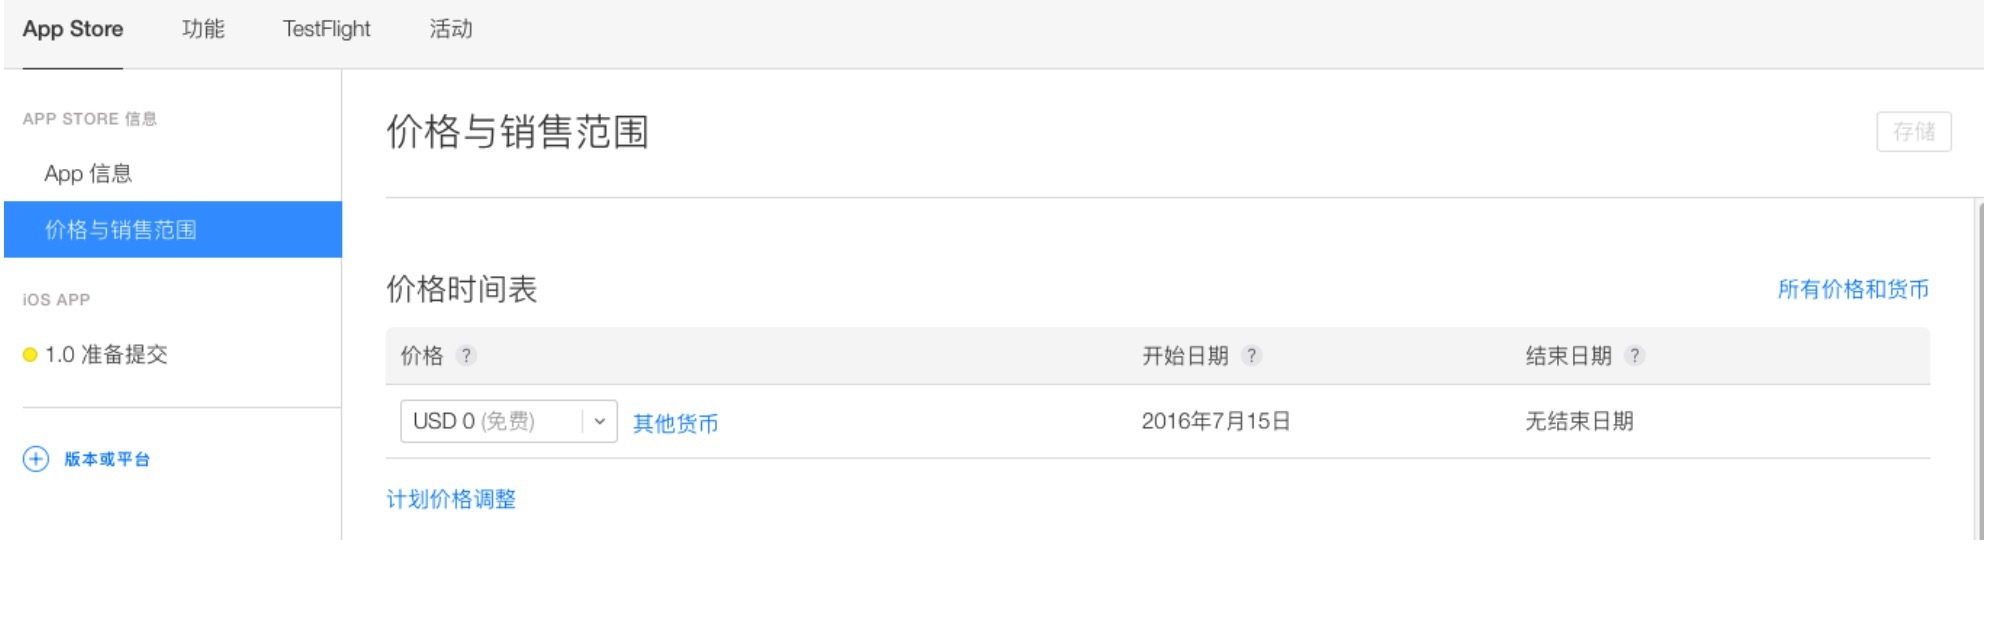 App Store 功能 TestFlight 活动
APP STORE 信息
App 信息
价格与销售范围
iOS APP
1.0 准备提交
版本或平台
价格与销售范围
存储
价格时间表
所有价格和货币
价格 ? 开始日期 ? 结束日期 ?
USD 0 (免费) 其他货币 2016年7月15日 无结束日期
计划价格调整